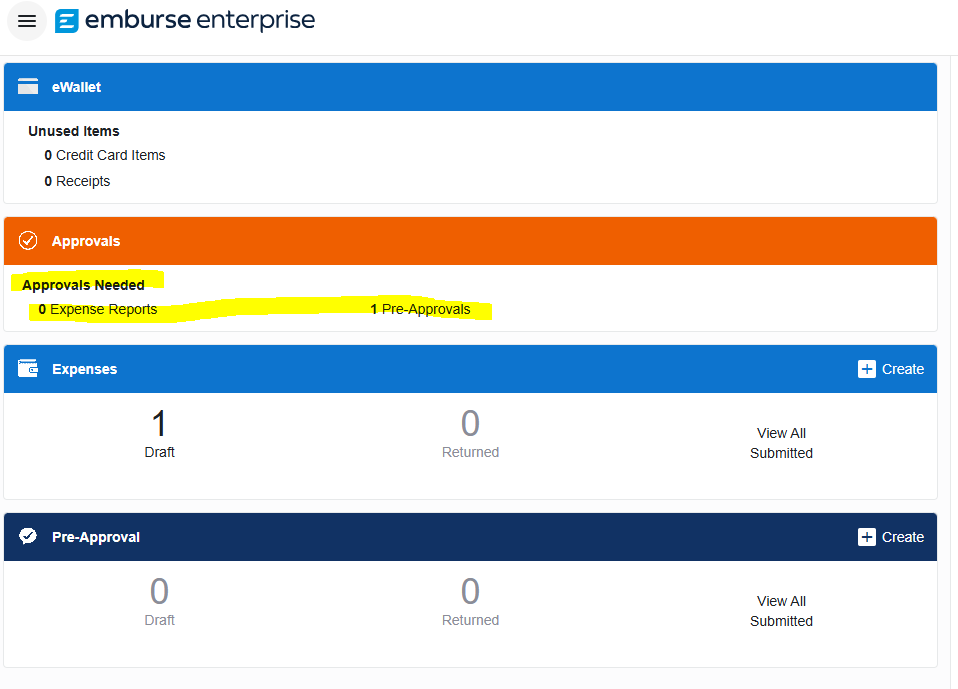 emburse enterprise
eWallet
Unused Items
0 Credit Card Items
0 Receipts
Approvals
Approvals Needed
0 Expense Reports 1 Pre-Approvals
Expenses Create
1 0 View All
Draft Returned Submitted
Pre-Approval Create
0 0 View All
Draft Returned Submitted